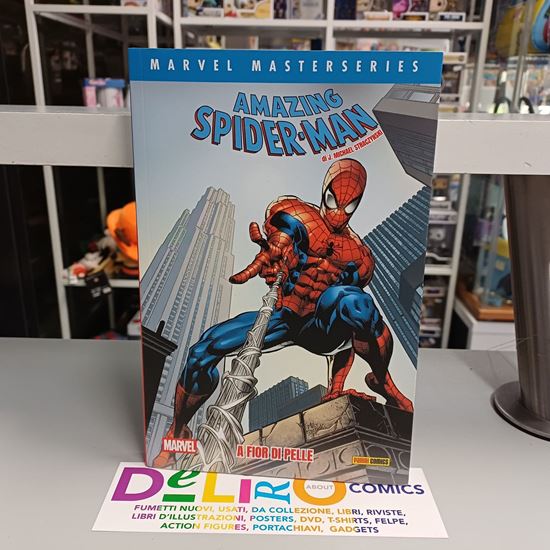 MARVEL MASTERSERIES
AMAZING
SPIDER-MAN
di J. MICHAEL STRACZYNSKI
MARVEL
A FIOR DI PELLE
PANINI COMICS
DeLiRO ABOUT COMICS
FUMETTI NUOVI, USATI, DA COLLEZIONE, LIBRI, RIVISTE,
LIBRI D'ILLUSTRAZIONI, POSTERS, DVD, T-SHIRTS, FELPE,
ACTION FIGURES, PORTACHIAVI, GADGETS